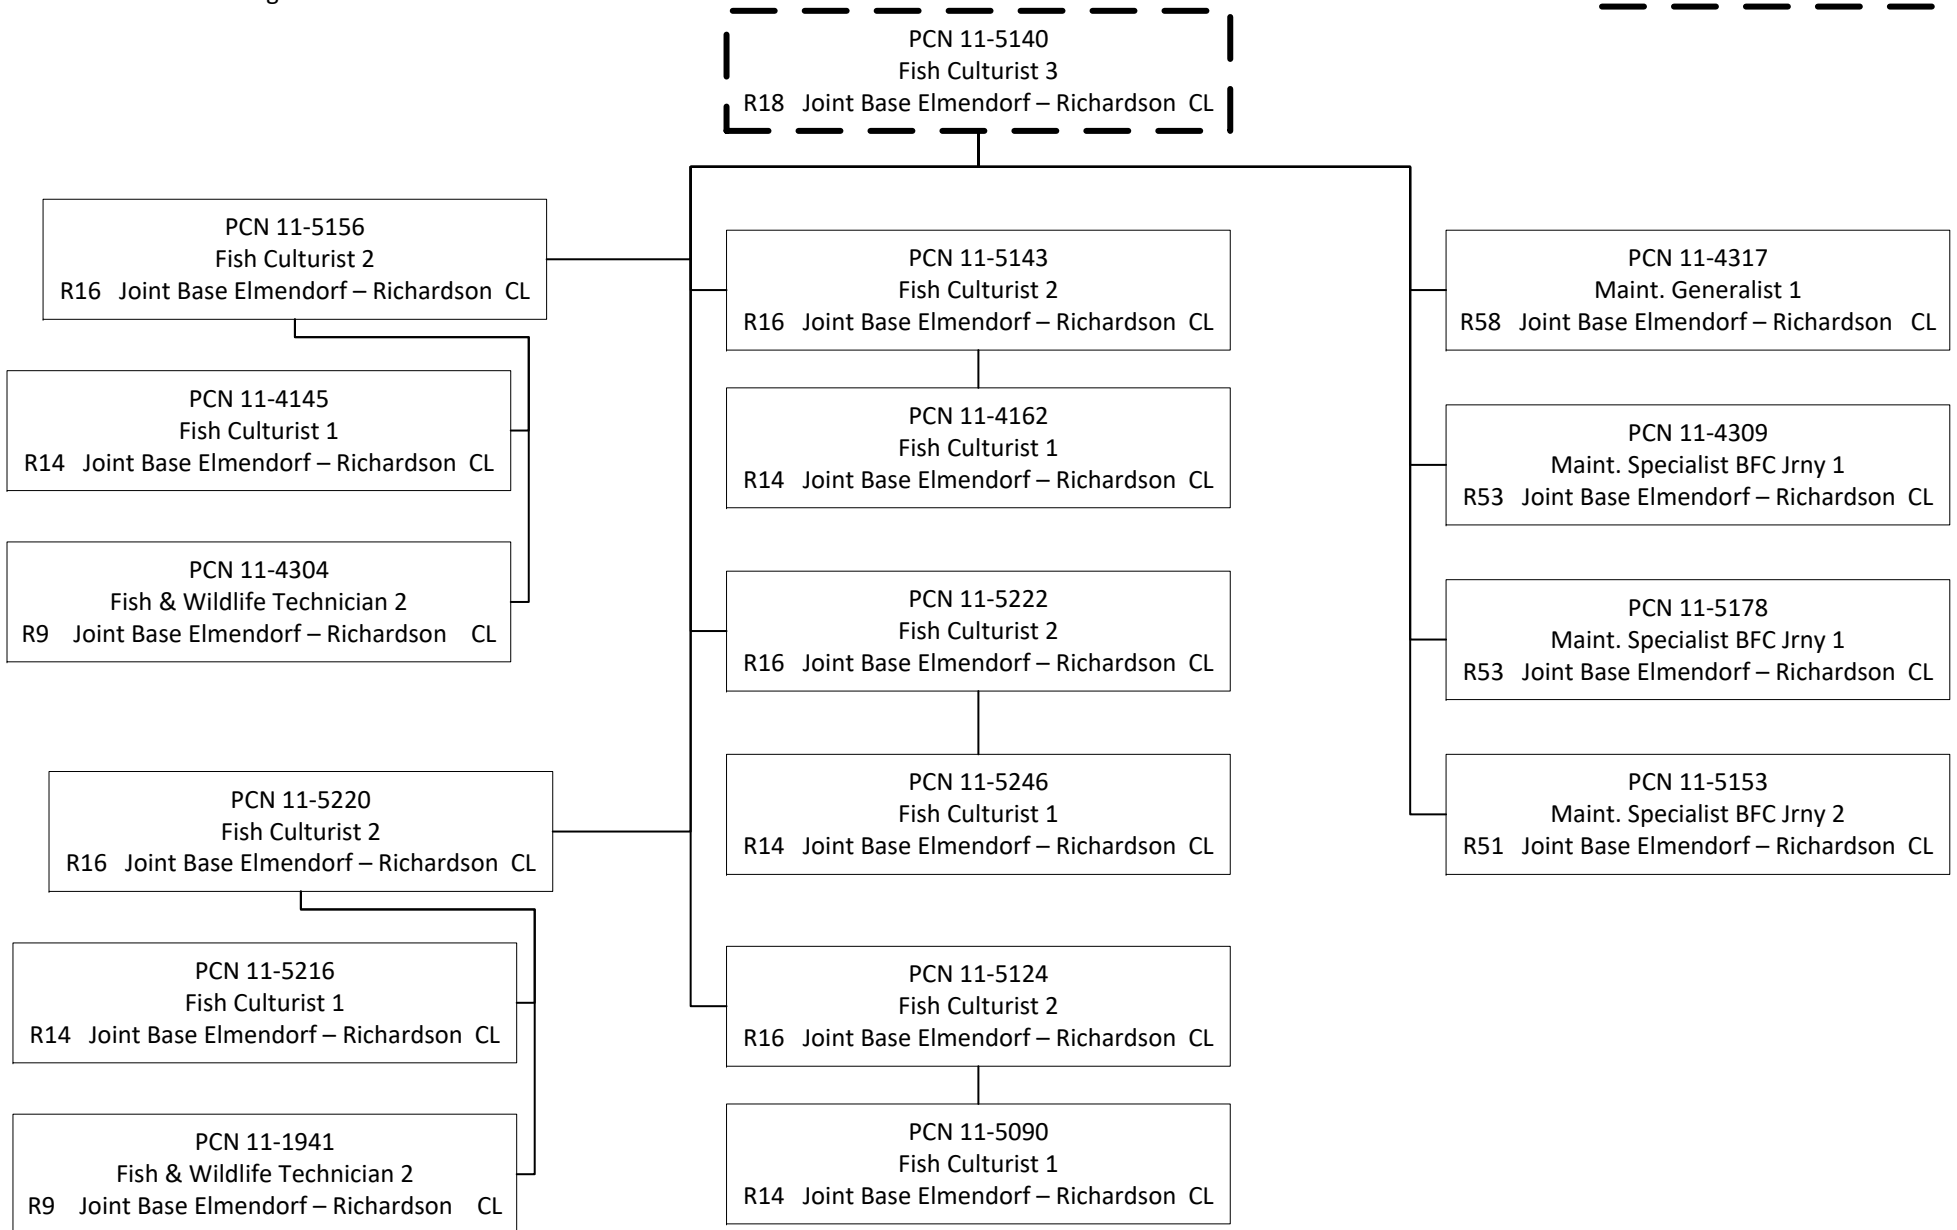 PCN 11-5140
Fish Culturist 3
R18 Joint Base Elmendorf – Richardson CL
PCN 11-5156
Fish Culturist 2
R16 Joint Base Elmendorf – Richardson CL
PCN 11-4145
Fish Culturist 1
R14 Joint Base Elmendorf – Richardson CL
PCN 11-4304
Fish & Wildlife Technician 2
R9 Joint Base Elmendorf – Richardson CL
PCN 11-5220
Fish Culturist 2
R16 Joint Base Elmendorf – Richardson CL
PCN 11-5216
Fish Culturist 1
R14 Joint Base Elmendorf – Richardson CL
PCN 11-1941
Fish & Wildlife Technician 2
R9 Joint Base Elmendorf – Richardson CL
PCN 11-5143
Fish Culturist 2
R16 Joint Base Elmendorf – Richardson CL
PCN 11-4162
Fish Culturist 1
R14 Joint Base Elmendorf – Richardson CL
PCN 11-5222
Fish Culturist 2
R16 Joint Base Elmendorf – Richardson CL
PCN 11-5246
Fish Culturist 1
R14 Joint Base Elmendorf – Richardson CL
PCN 11-5124
Fish Culturist 2
R16 Joint Base Elmendorf – Richardson CL
PCN 11-5090
Fish Culturist 1
R14 Joint Base Elmendorf – Richardson CL
PCN 11-4317
Maint. Generalist 1
R58 Joint Base Elmendorf – Richardson CL
PCN 11-4309
Maint. Specialist BFC Jrny 1
R53 Joint Base Elmendorf – Richardson CL
PCN 11-5178
Maint. Specialist BFC Jrny 1
R53 Joint Base Elmendorf – Richardson CL
PCN 11-5153
Maint. Specialist BFC Jrny 2
R51 Joint Base Elmendorf – Richardson CL